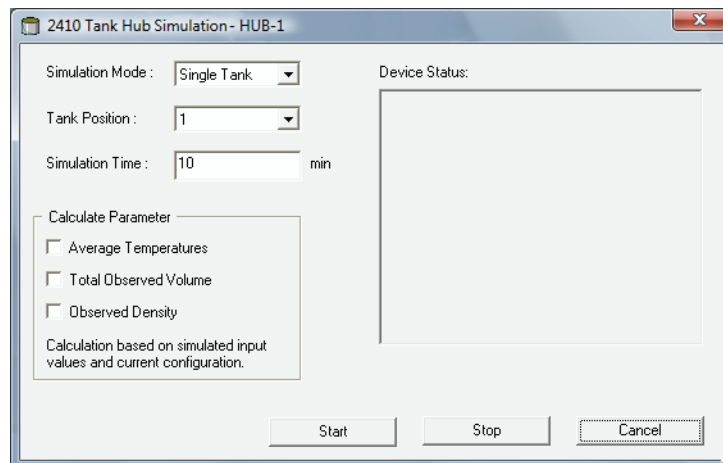 2410 Tank Hub Simulation - HUB-1
Simulation Mode :
Single Tank
Tank Position :
1
Simulation Time :
10
min
Calculate Parameter
Average Temperatures
Total Observed Volume
Observed Density
Calculation based on simulated input
values and current configuration.
Device Status:
Start
Stop
Cancel